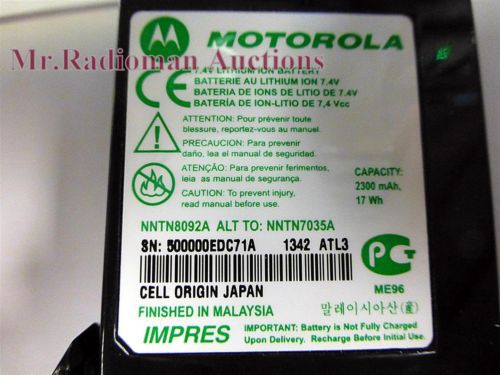 MOTOROLA
Mr.Radioman Auctions
7.4V LITHIUM ION BATTERY
BATTERIE AU LITHIUM ION 7,4V
BATERIA DE IONS DE LITIO DE 7.4V
BATERÍA DE ION-LITIO DE 7,4 Vcc
ATTENTION: Pour prévenir toute
blessure, reportez-vous au manuel.
PRECAUCION: Para prevenir
daño, lea el manual de seguridad.
ATENÇÃO: Para prevenir ferimentos,
leia as manual de segurança.
CAUTION: To prevent injury,
read manual before use.
CAPACITY:
2300 mAh,
17 Wh
NNTN8092A ALT TO: NNTN7035A
SN: 500000EDC71A 1342 ATL3
ME96
CELL ORIGIN JAPAN
FINISHED IN MALAYSIA
말레이시아산(産)
IMPRES
IMPORTANT: Battery is Not Fully Charged
Upon Delivery. Recharge Before Initial Use.